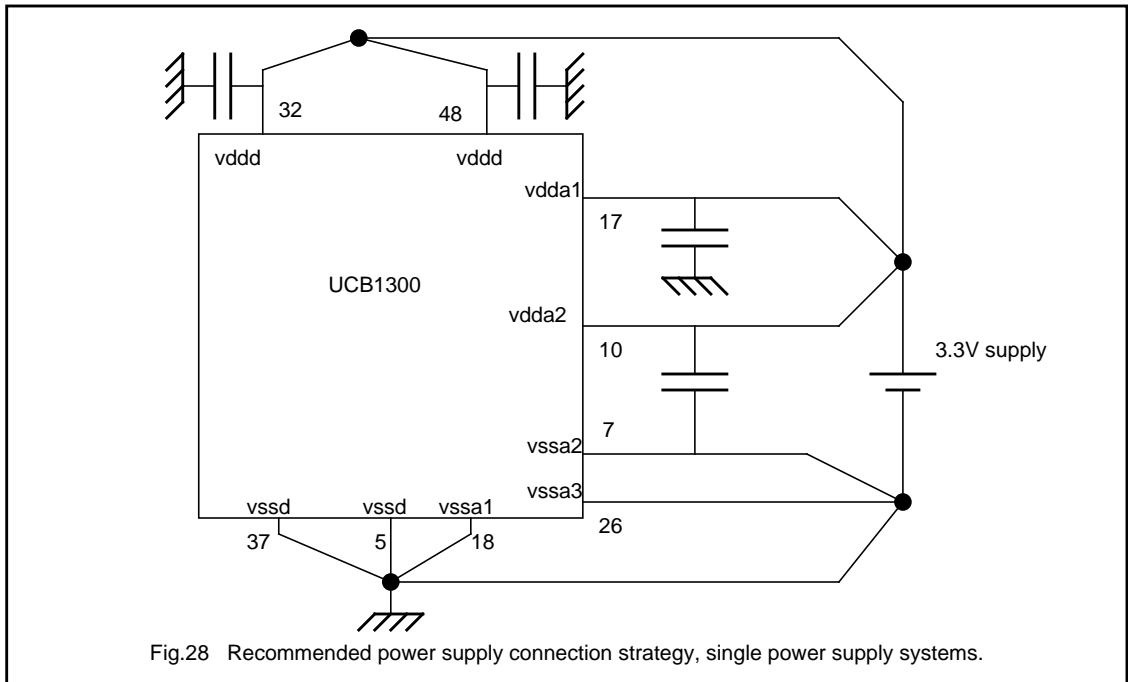 32
48
vddd
vddd
vdda1
17
UCB1300
vdda2
10
3.3V supply
7
vssa2
vssa3
26
vssd
vssd
vssa1
37
5
18
Fig.28 Recommended power supply connection strategy, single power supply systems.